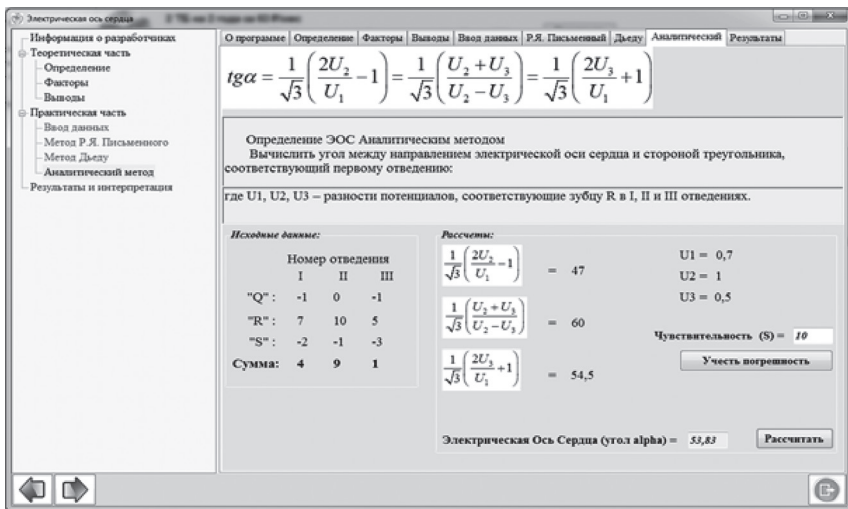 Электрическая ось сердца
Информация о разработчиках
Теоретическая часть
Определение
Факторы
Выводы
Практическая часть
Ввод данных
Метод Р.Я. Письменного
Метод Дьеду
Аналитический метод
Результаты и интерпретация
О программе Определение Факторы Выводы Ввод данных Р.Я. Письменный Дьеду Аналитический Результаты
tgα = 1/√3 (2U₂/U₁ − 1) = 1/√3 (U₂ + U₃ / U₂ − U₃) = 1/√3 (2U₃/U₁ + 1)
Определение ЭОС Аналитическим методом
Вычислить угол между направлением электрической оси сердца и стороной треугольника,
соответствующий первому отведению:
где U1, U2, U3 – разности потенциалов, соответствующие зубцу R в I, II и III отведениях.
Исходные данные:
Номер отведения
I II III
"Q" : -1 0 -1
"R" : 7 10 5
"S" : -2 -1 -3
Сумма: 4 9 1
Рассчеты:
1/√3 (2U₂/U₁ − 1) = 47
1/√3 (U₂ + U₃ / U₂ − U₃) = 60
1/√3 (2U₃/U₁ + 1) = 54,5
U1 = 0,7
U2 = 1
U3 = 0,5
Чувствительность (S) = 10
Учесть погрешность
Электрическая Ось Сердца (угол alpha) = 53,83
Рассчитать